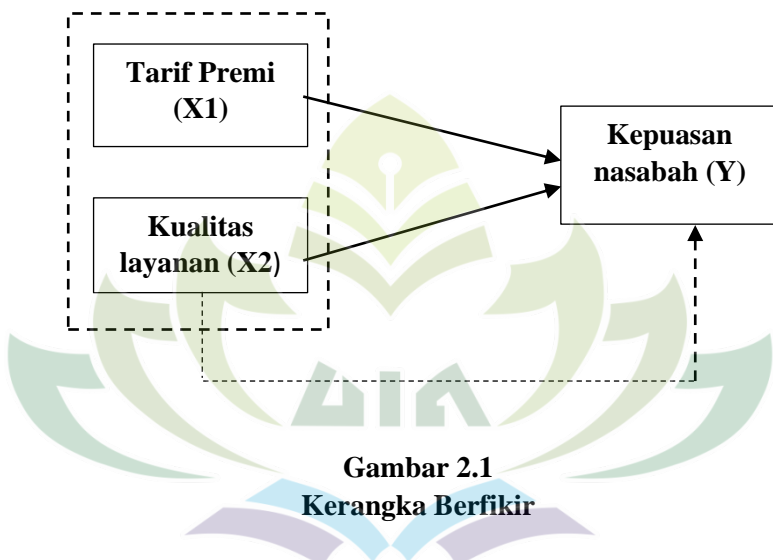 Tarif Premi
(X1)
Kepuasan
nasabah (Y)
Kualitas
layanan (X2)
Gambar 2.1
Kerangka Berfikir